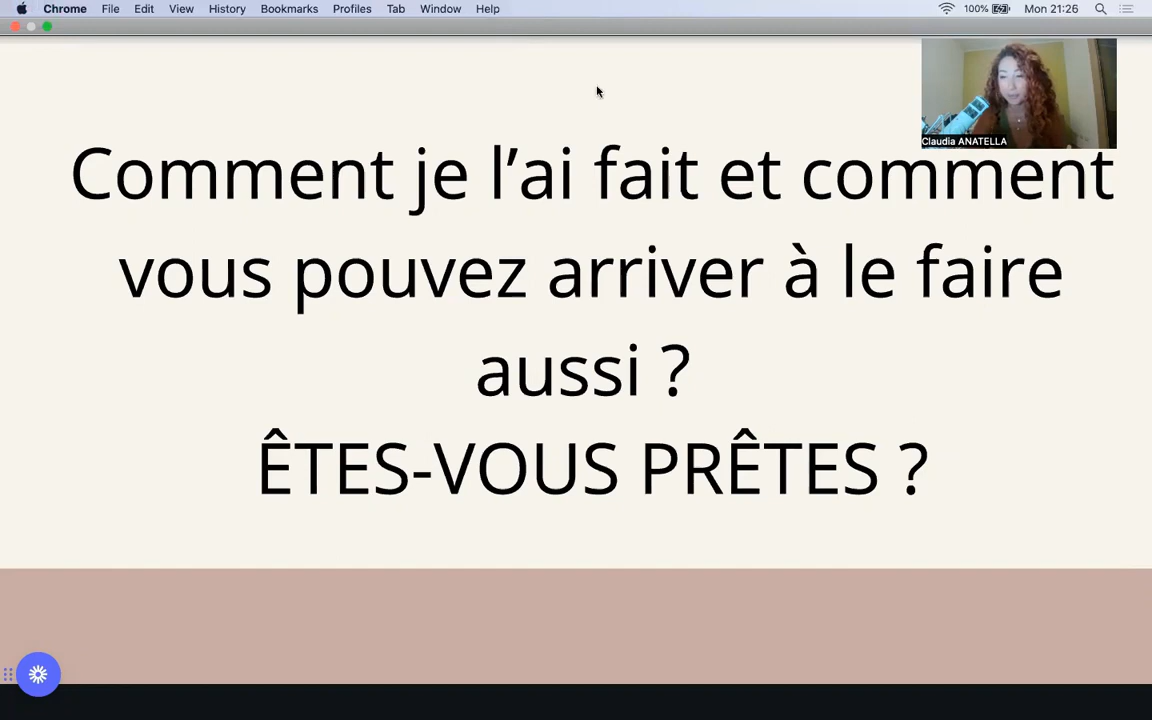 Chrome File Edit View History Bookmarks Profiles Tab Window Help 100% Mon 21:26
Claudia ANATELLA
Comment je l’ai fait et comment
vous pouvez arriver à le faire
aussi ?
ÊTES-VOUS PRÊTES ?